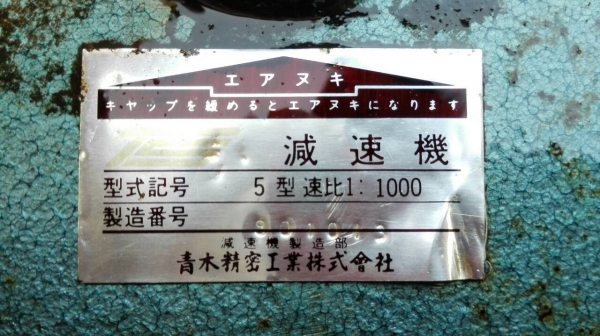 エアヌキ
キャップを緩めるとエアヌキになります
減速機
型式記号 5型 速比1:1000
製造番号
減速機製造部
青木精密工業株式會社